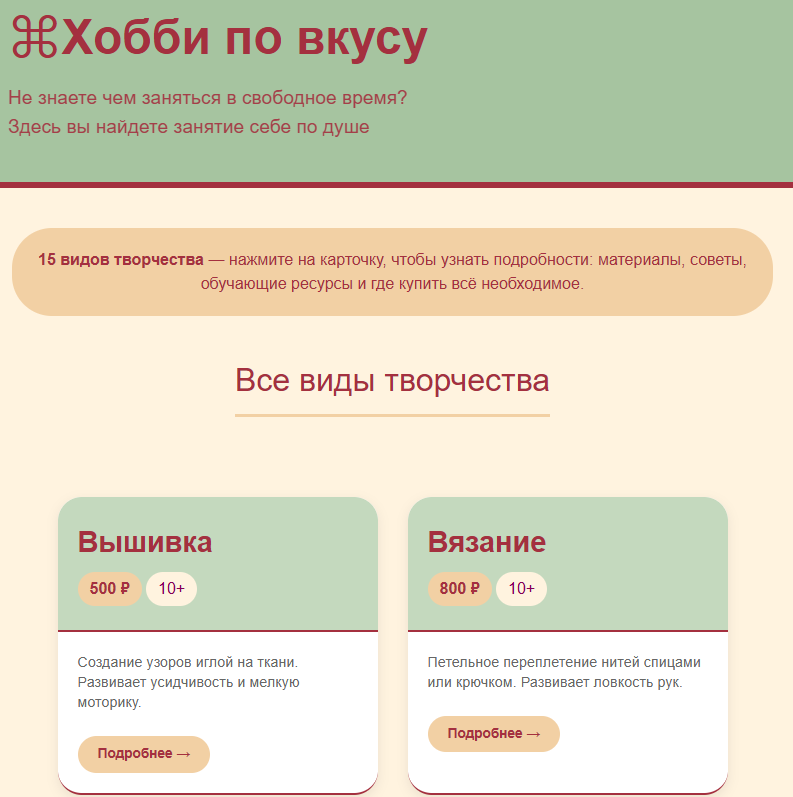 ⌘Хобби по вкусу
Не знаете чем заняться в свободное время?
Здесь вы найдете занятие себе по душе
15 видов творчества — нажмите на карточку, чтобы узнать подробности: материалы, советы,
обучающие ресурсы и где купить всё необходимое.
Все виды творчества
Вышивка
500 ₽ 10+
Создание узоров иглой на ткани.
Развивает усидчивость и мелкую
моторику.
Подробнее →
Вязание
800 ₽ 10+
Петельное переплетение нитей спицами
или крючком. Развивает ловкость рук.
Подробнее →